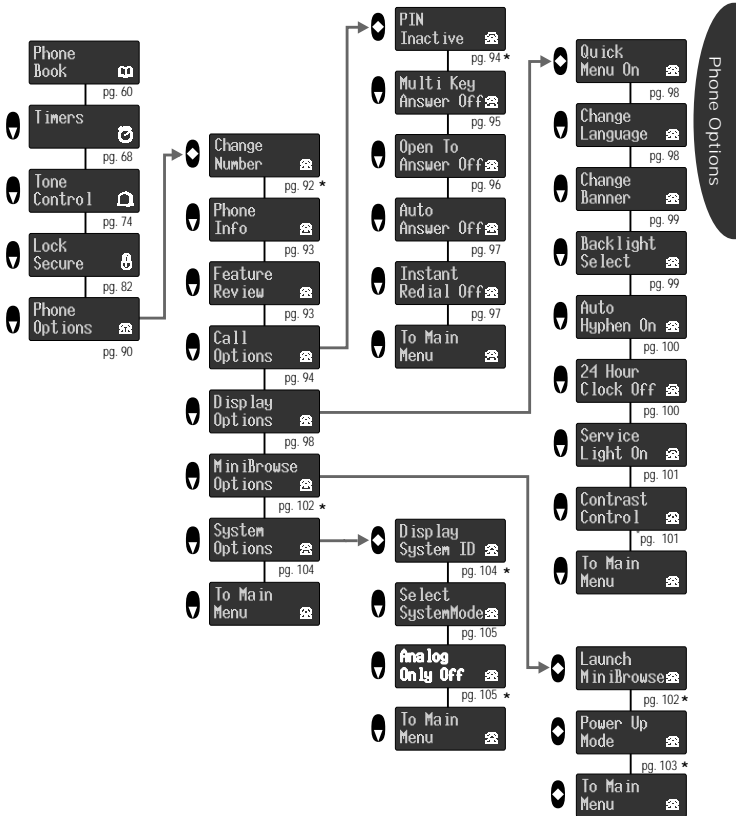 Phone
Book
pg. 60
Timers
pg. 68
Tone
Control
pg. 74
Lock
Secure
pg. 82
Phone
Options
pg. 90
Change
Number
pg. 92 *
Phone
Info
pg. 93
Feature
Review
pg. 93
Call
Options
pg. 94
Display
Options
pg. 98
MiniBrowse
Options
pg. 102 *
System
Options
pg. 104
To Main
Menu
PIN
Inactive
pg. 94 *
Multi Key
Answer Off
pg. 95
Open To
Answer Off
pg. 96
Auto
Answer Off
pg. 97
Instant
Redial Off
pg. 97
To Main
Menu
Display
System ID
pg. 104 *
Select
SystemMode
pg. 105
Analog
Only Off
pg. 105 *
To Main
Menu
Quick
Menu On
pg. 98
Change
Language
pg. 98
Change
Banner
pg. 99
Backlight
Select
pg. 99
Auto
Hyphen On
pg. 100
24 Hour
Clock Off
pg. 100
Service
Light On
pg. 101
Contrast
Control
pg. 101
To Main
Menu
Launch
MiniBrowse
pg. 102 *
Power Up
Mode
pg. 103 *
To Main
Menu
Phone Options